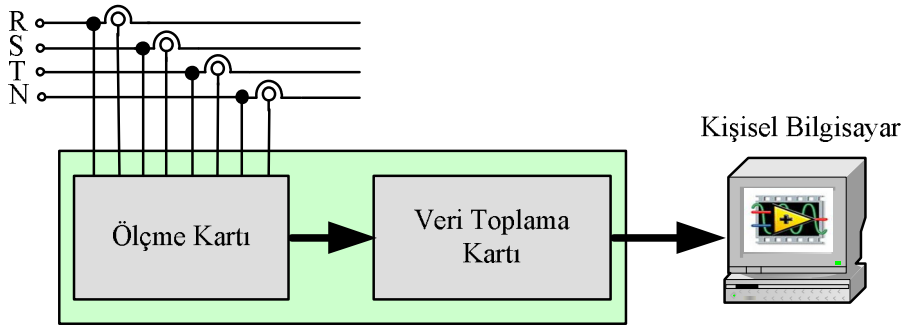 R
S
T
N
Kişisel Bilgisayar
Ölçme Kartı
Veri Toplama
Kartı